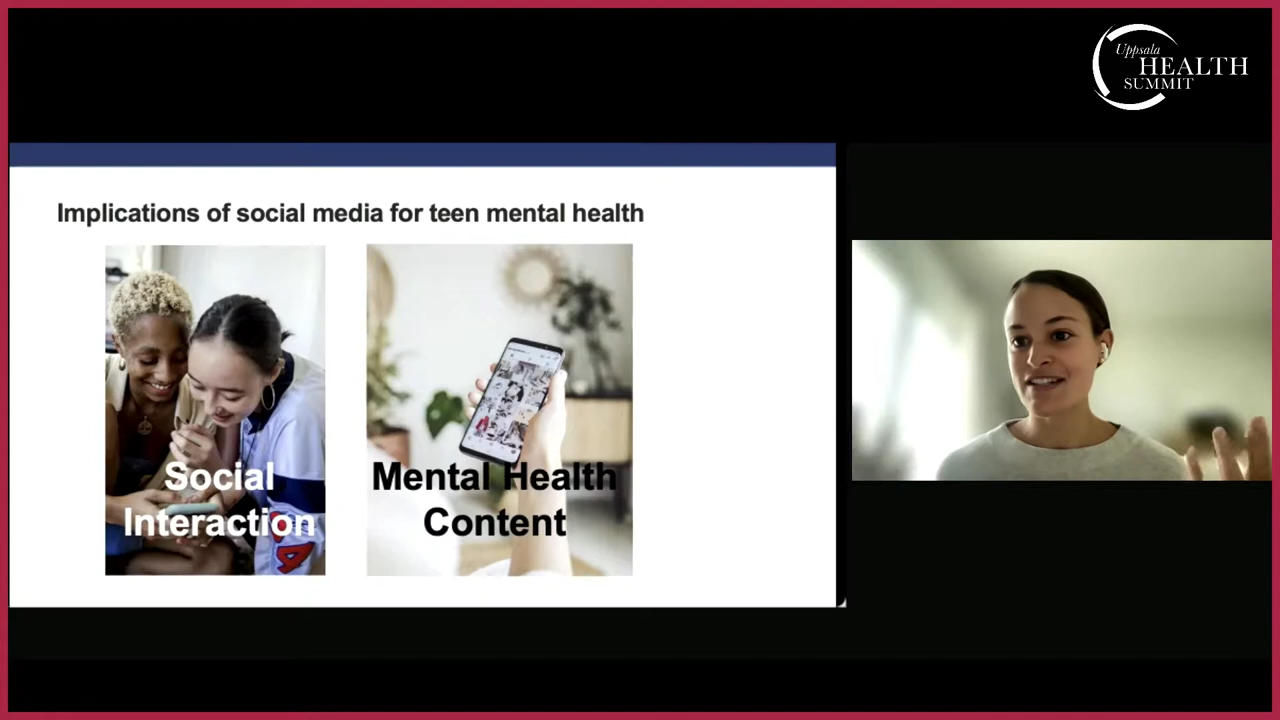 Uppsala
HEALTH
SUMMIT
Implications of social media for teen mental health
Social
Interaction
Mental Health
Content